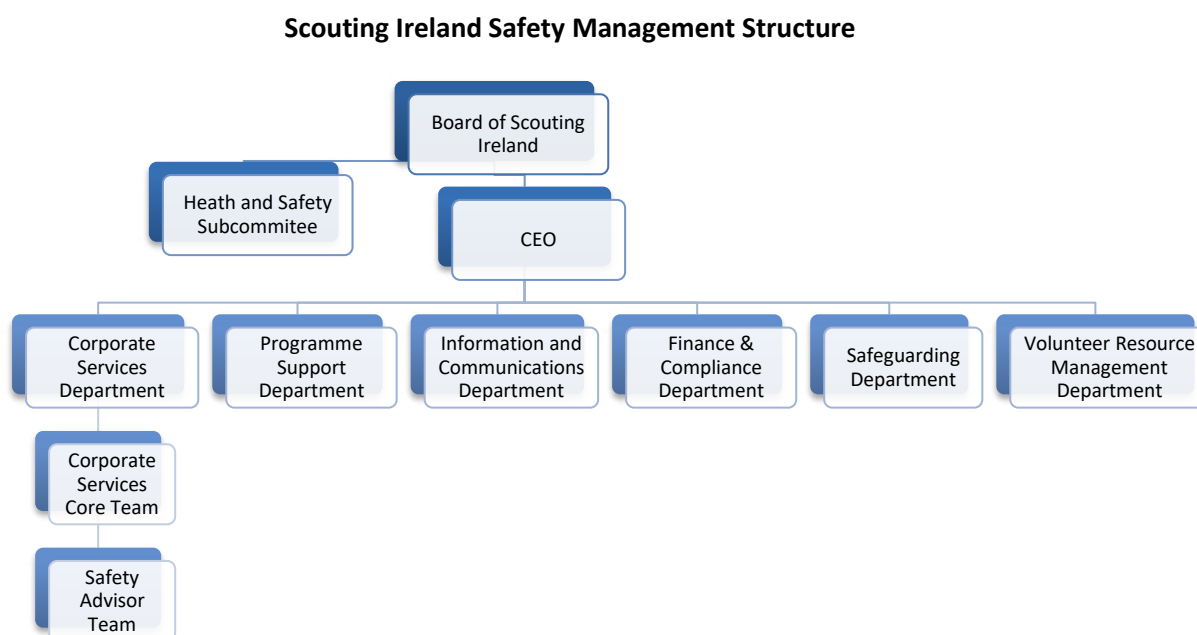 Scouting Ireland Safety Management Structure
Board of Scouting
Ireland
Heath and Safety
Subcommitee
CEO
Corporate
Services
Department
Programme
Support
Department
Information and
Communications
Department
Finance &
Compliance
Department
Safeguarding
Department
Volunteer Resource
Management
Department
Corporate
Services
Core Team
Safety
Advisor
Team